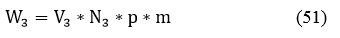 W₃ = V₃ * N₃ * p * m (51)